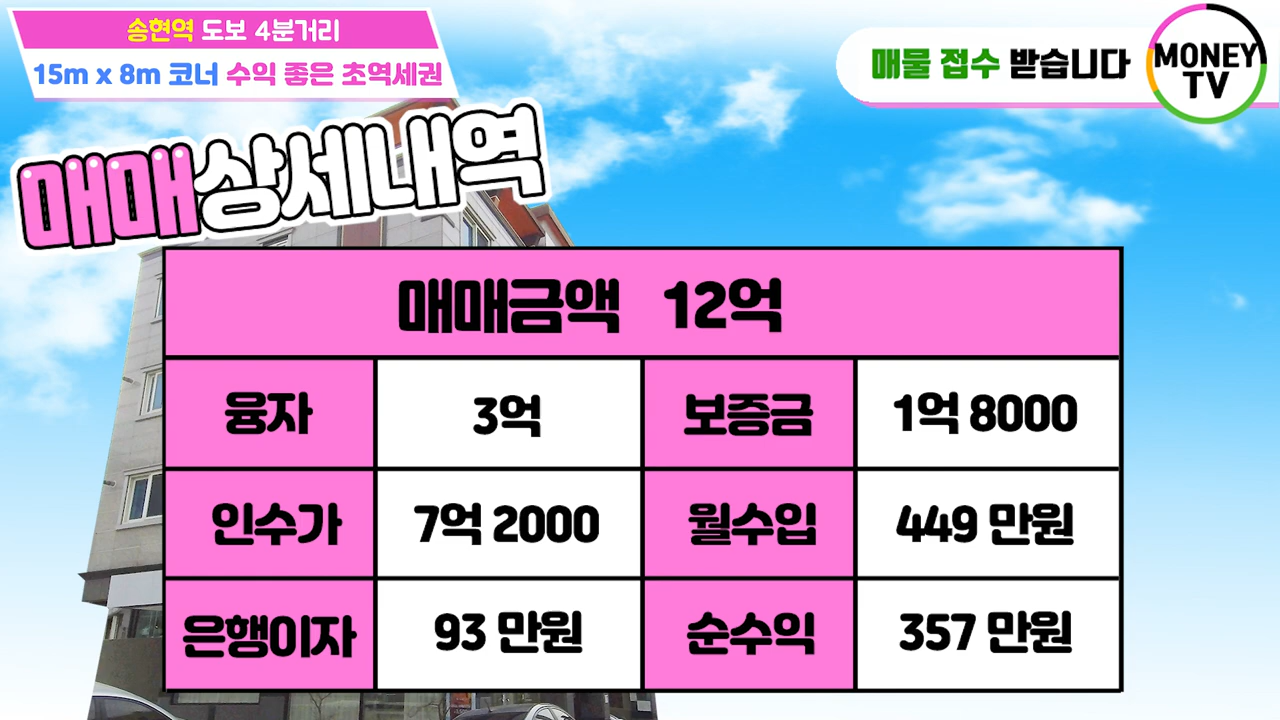 송현역 도보 4분거리
15m x 8m 코너 수익 좋은 초역세권
매물 접수 받습니다
MONEY
TV
매매상세내역
매매금액 12억
융자 3억 보증금 1억 8000
인수가 7억 2000 월수입 449 만원
은행이자 93 만원 순수익 357 만원